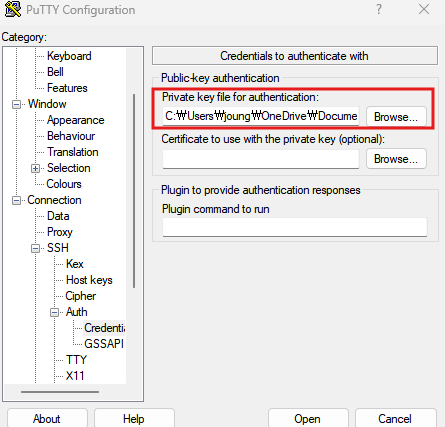 PuTTY Configuration
Category:
Keyboard
Bell
Features
Window
Appearance
Behaviour
Translation
Selection
Colours
Connection
Data
Proxy
SSH
Kex
Host keys
Cipher
Auth
Credentia
GSSAPI
TTY
X11
Credentials to authenticate with
Public-key authentication
Private key file for authentication:
C:₩Users₩joung₩OneDrive₩Docume Browse...
Certificate to use with the private key (optional):
Browse...
Plugin to provide authentication responses
Plugin command to run
About Help Open Cancel